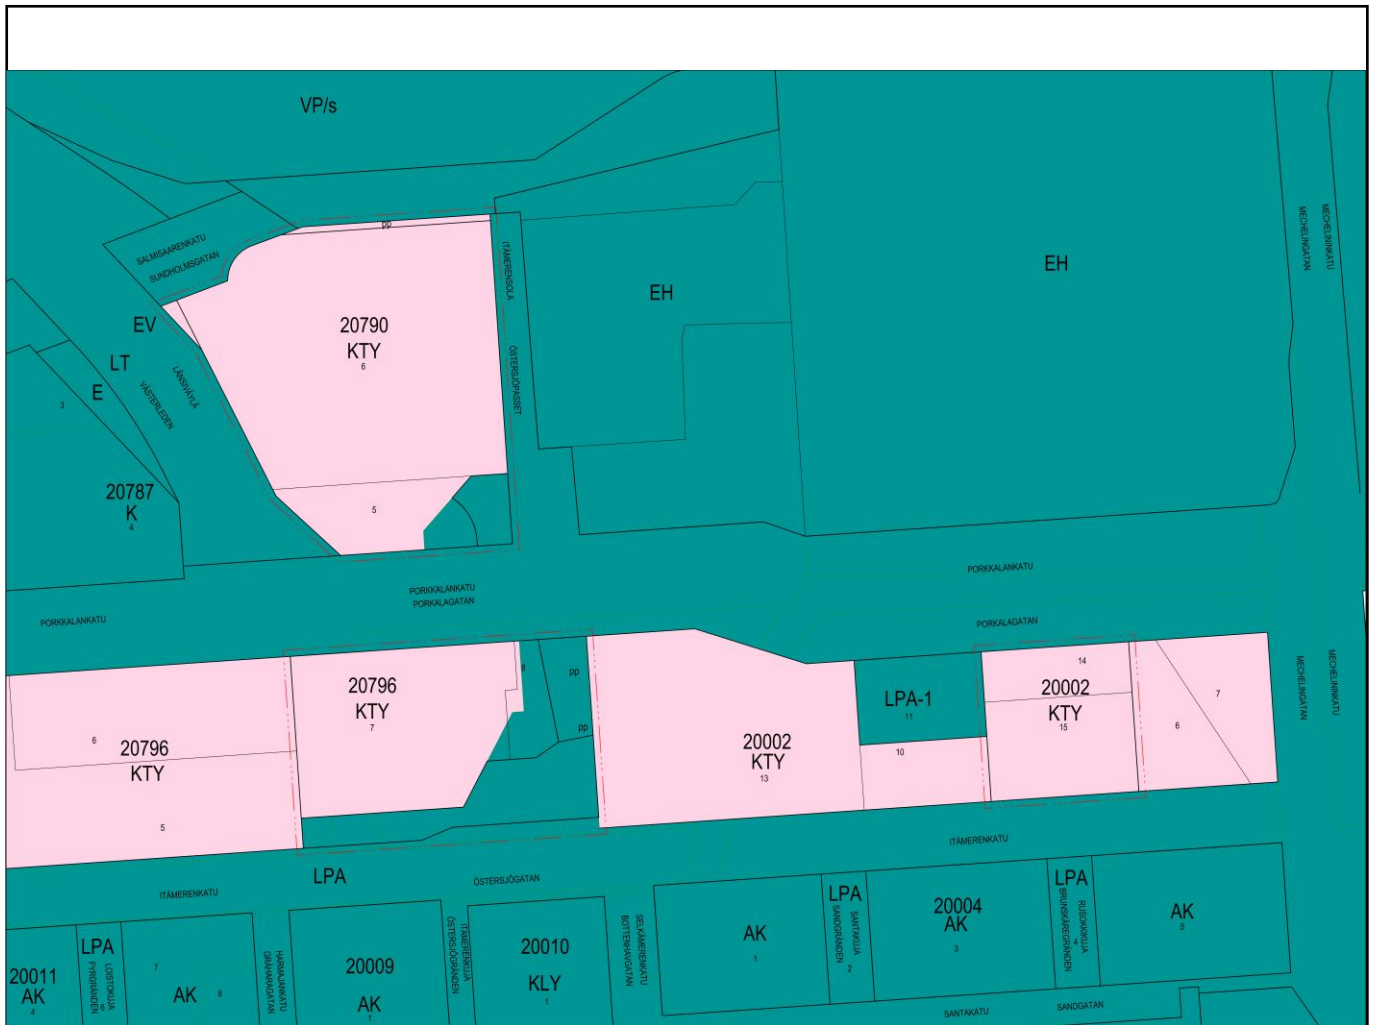 VP/s
SALMISAARENKATU
SUNDHOLMSGATAN
pp
ITÄMERENSOLA
ÖSTERSJÖPASSET
MECHELINGATAN
MECHELININKATU
EH
EH
EV
LT
E
VÄSTERLEDEN
LÄNSIVÄYLÄ
20790
KTY
6
3
20787
K
4
5
PORKKALANKATU
PORKKALANKATU
PORKALAGATAN
PORKKALANKATU
PORKALAGATAN
6
20796
KTY
5
20796
KTY
7
8
pp
pp
20002
KTY
13
LPA-1
11
10
14
20002
KTY
15
6
7
MECHELINGATAN
MECHELININKATU
ITÄMERENKATU
LPA
ÖSTERSJÖGATAN
ITÄMERENKATU
20011
AK
4
LPA
FYRGRÄNDEN
LOISTOKUJA
6
7
AK
8
HARMAJANKATU
GRÅHARAGATAN
20009
AK
1
ITÄMERENKUJA
ÖSTERSJÖGRÄNDEN
20010
KLY
1
SELKÄMERENKATU
BOTTENHAVSGATAN
AK
1
LPA
SANDGRÄNDEN
SANTAKUJA
2
20004
AK
3
LPA
BRUNSKÄRSGRÄNDEN
RUSOKKIKUJA
4
AK
5
SANTAKATU
SANDGATAN